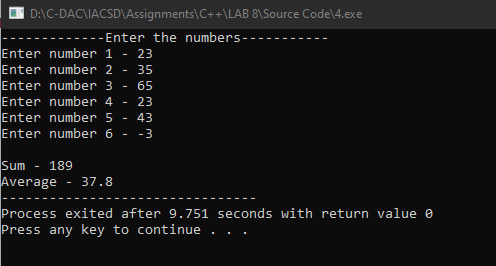 D:\C-DAC\IACSD\Assignments\C++\LAB 8\Source Code\4.exe
-------------Enter the numbers-----------
Enter number 1 - 23
Enter number 2 - 35
Enter number 3 - 65
Enter number 4 - 23
Enter number 5 - 43
Enter number 6 - -3

Sum - 189
Average - 37.8
--------------------------------
Process exited after 9.751 seconds with return value 0
Press any key to continue . . .